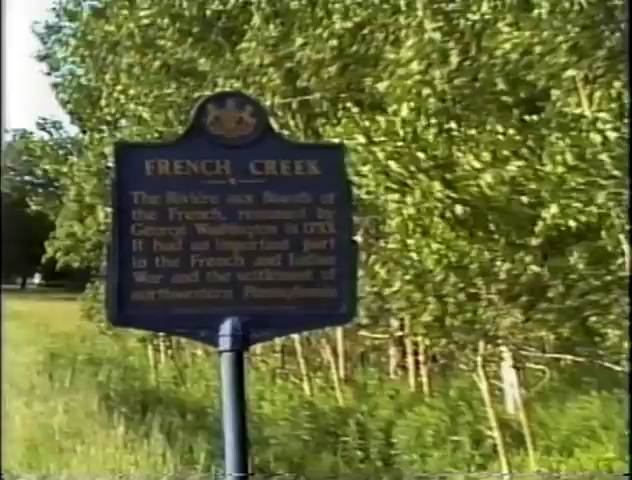 FRENCH CREEK
The Rivière aux Boeufs of
the French, renamed by
George Washington in 1753.
It had an important part
in the French and Indian
War and the settlement of
northwestern Pennsylvania.